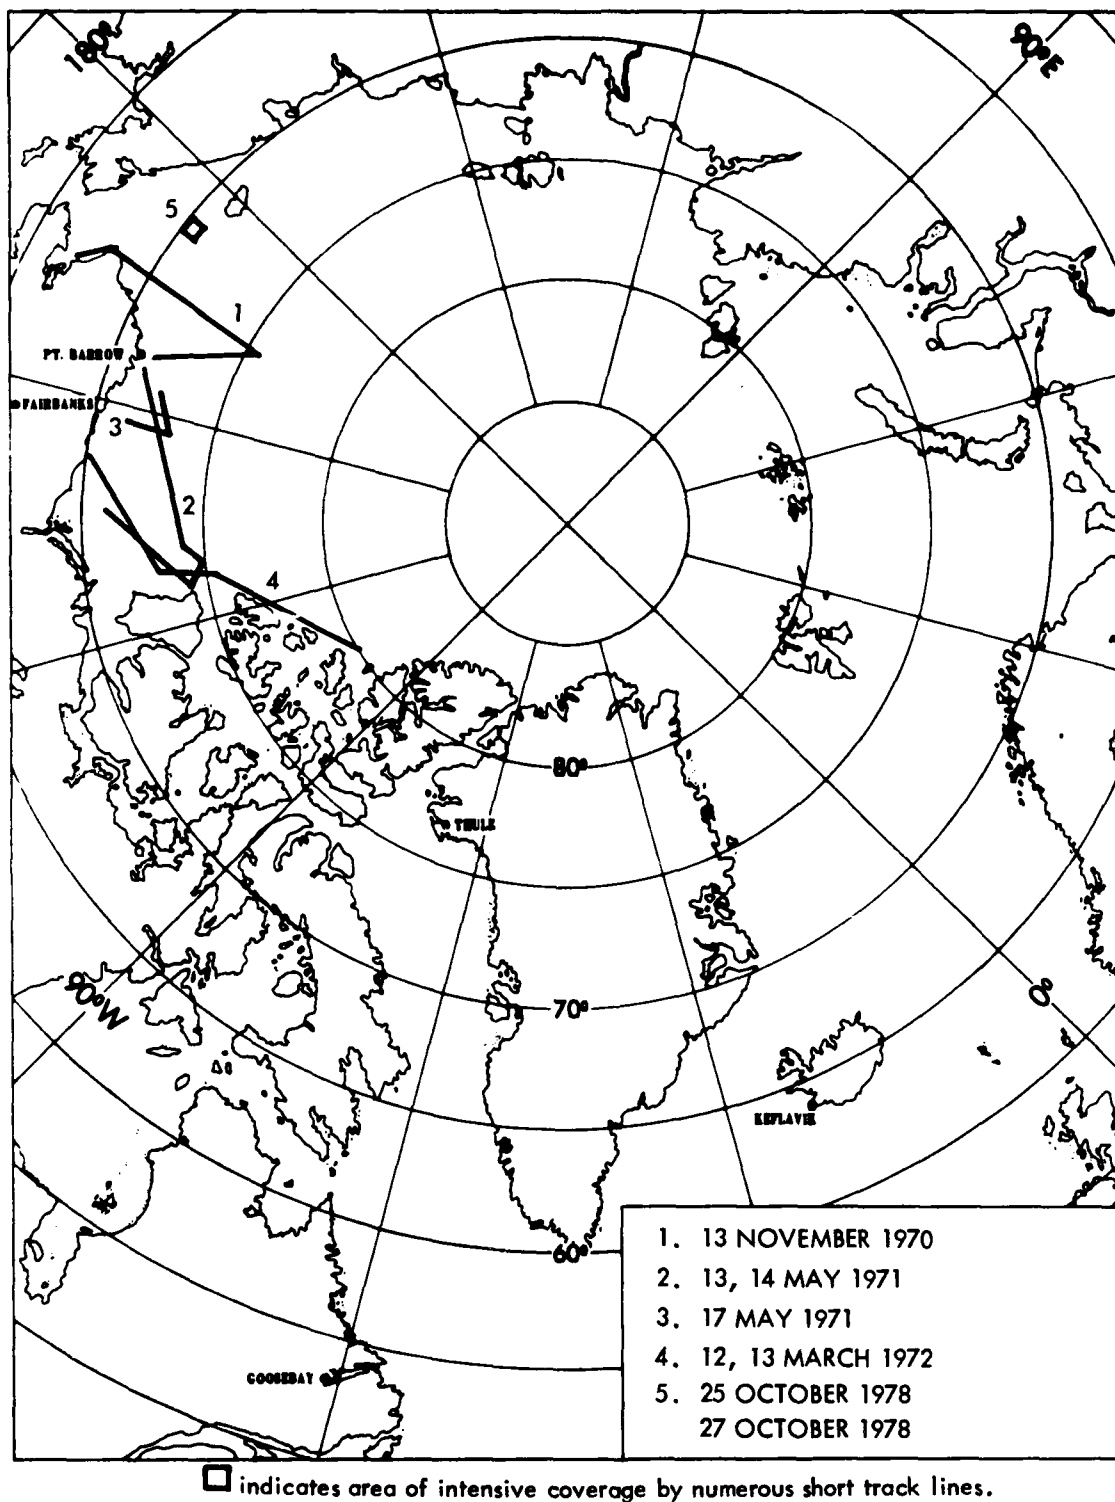 180°
90°E
5
1
PT. BARROW
FAIRBANKS
3
2
4
80°
THULE
70°
0°
90°W
KEFLAVIK
60°
GOOSEBAY
1. 13 NOVEMBER 1970
2. 13, 14 MAY 1971
3. 17 MAY 1971
4. 12, 13 MARCH 1972
5. 25 OCTOBER 1978
27 OCTOBER 1978
indicates area of intensive coverage by numerous short track lines.